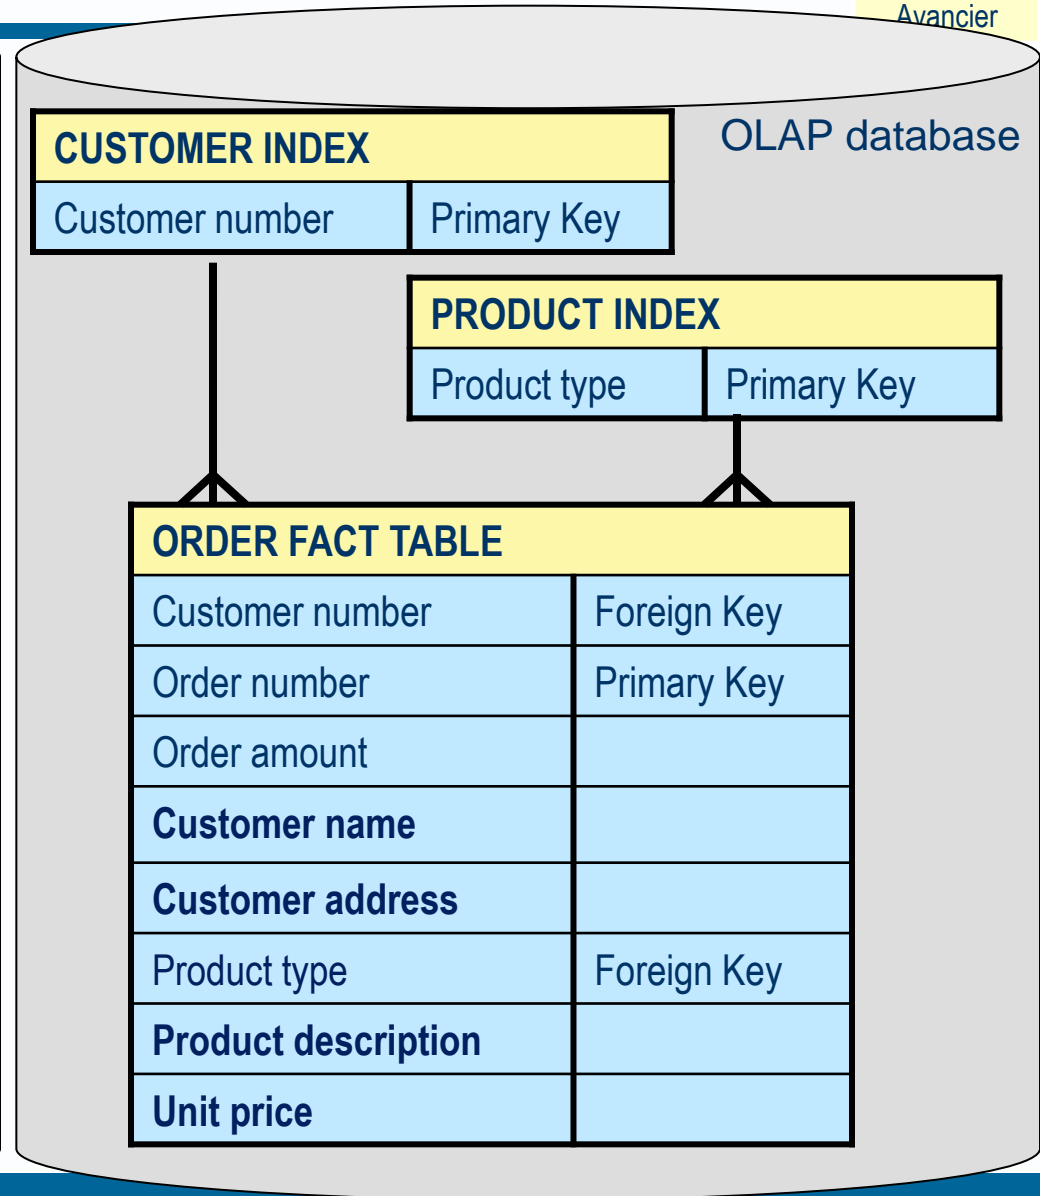 Avancier
OLAP database
CUSTOMER INDEX
Customer number Primary Key
PRODUCT INDEX
Product type Primary Key
ORDER FACT TABLE
Customer number Foreign Key
Order number Primary Key
Order amount
Customer name
Customer address
Product type Foreign Key
Product description
Unit price